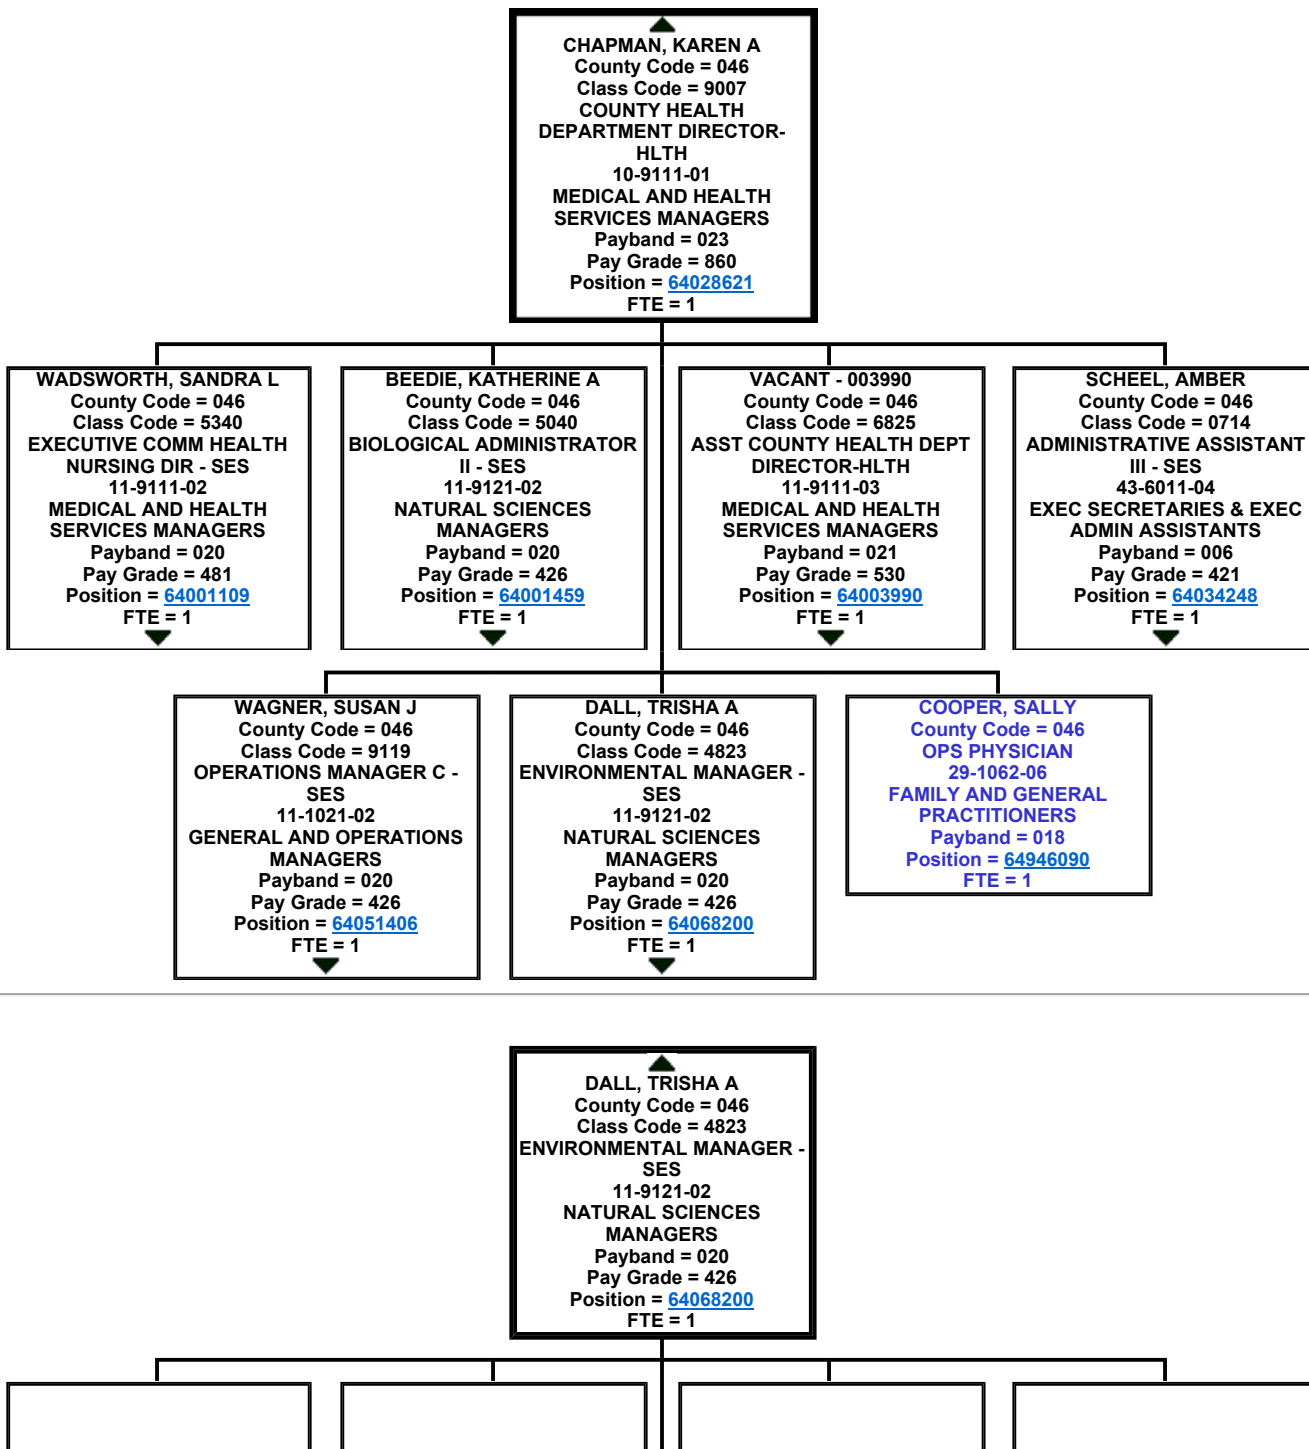 CHAPMAN, KAREN A
County Code = 046
Class Code = 9007
COUNTY HEALTH
DEPARTMENT DIRECTOR-
HLTH
10-9111-01
MEDICAL AND HEALTH
SERVICES MANAGERS
Payband = 023
Pay Grade = 860
Position = 64028621
FTE = 1
WADSWORTH, SANDRA L
County Code = 046
Class Code = 5340
EXECUTIVE COMM HEALTH
NURSING DIR - SES
11-9111-02
MEDICAL AND HEALTH
SERVICES MANAGERS
Payband = 020
Pay Grade = 481
Position = 64001109
FTE = 1
BEEDIE, KATHERINE A
County Code = 046
Class Code = 5040
BIOLOGICAL ADMINISTRATOR
II - SES
11-9121-02
NATURAL SCIENCES
MANAGERS
Payband = 020
Pay Grade = 426
Position = 64001459
FTE = 1
VACANT - 003990
County Code = 046
Class Code = 6825
ASST COUNTY HEALTH DEPT
DIRECTOR-HLTH
11-9111-03
MEDICAL AND HEALTH
SERVICES MANAGERS
Payband = 021
Pay Grade = 530
Position = 64003990
FTE = 1
SCHEEL, AMBER
County Code = 046
Class Code = 0714
ADMINISTRATIVE ASSISTANT
III - SES
43-6011-04
EXEC SECRETARIES & EXEC
ADMIN ASSISTANTS
Payband = 006
Pay Grade = 421
Position = 64034248
FTE = 1
WAGNER, SUSAN J
County Code = 046
Class Code = 9119
OPERATIONS MANAGER C -
SES
11-1021-02
GENERAL AND OPERATIONS
MANAGERS
Payband = 020
Pay Grade = 426
Position = 64051406
FTE = 1
DALL, TRISHA A
County Code = 046
Class Code = 4823
ENVIRONMENTAL MANAGER -
SES
11-9121-02
NATURAL SCIENCES
MANAGERS
Payband = 020
Pay Grade = 426
Position = 64068200
FTE = 1
COOPER, SALLY
County Code = 046
OPS PHYSICIAN
29-1062-06
FAMILY AND GENERAL
PRACTITIONERS
Payband = 018
Position = 64946090
FTE = 1
DALL, TRISHA A
County Code = 046
Class Code = 4823
ENVIRONMENTAL MANAGER -
SES
11-9121-02
NATURAL SCIENCES
MANAGERS
Payband = 020
Pay Grade = 426
Position = 64068200
FTE = 1